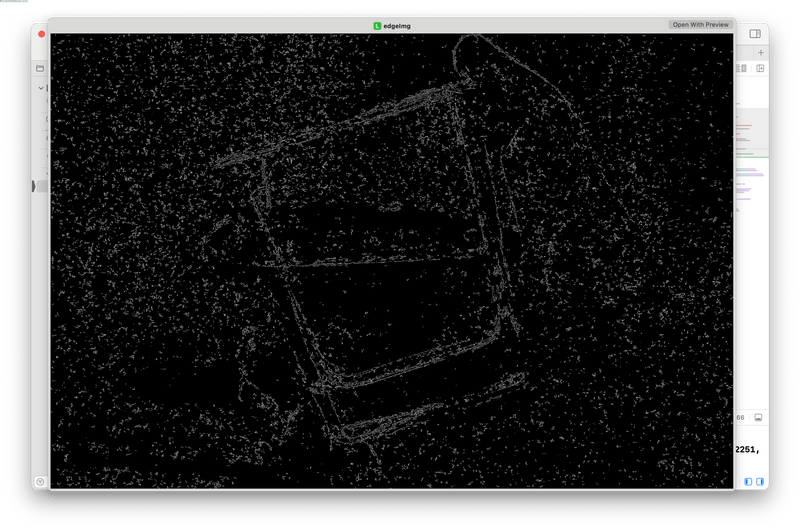 L edgeImg
Open With Preview
66
2251,